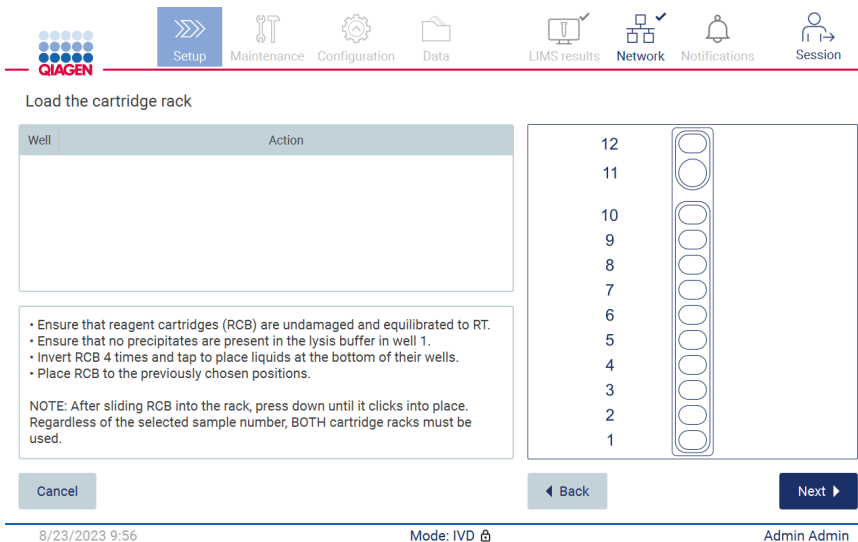 QIAGEN
Setup
Maintenance
Configuration
Data
LIMS results
Network
Notifications
Session
Load the cartridge rack
Well Action
• Ensure that reagent cartridges (RCB) are undamaged and equilibrated to RT.
• Ensure that no precipitates are present in the lysis buffer in well 1.
• Invert RCB 4 times and tap to place liquids at the bottom of their wells.
• Place RCB to the previously chosen positions.
NOTE: After sliding RCB into the rack, press down until it clicks into place.
Regardless of the selected sample number, BOTH cartridge racks must be
used.
12
11
10
9
8
7
6
5
4
3
2
1
Cancel
Back
Next
8/23/2023 9:56
Mode: IVD
Admin Admin